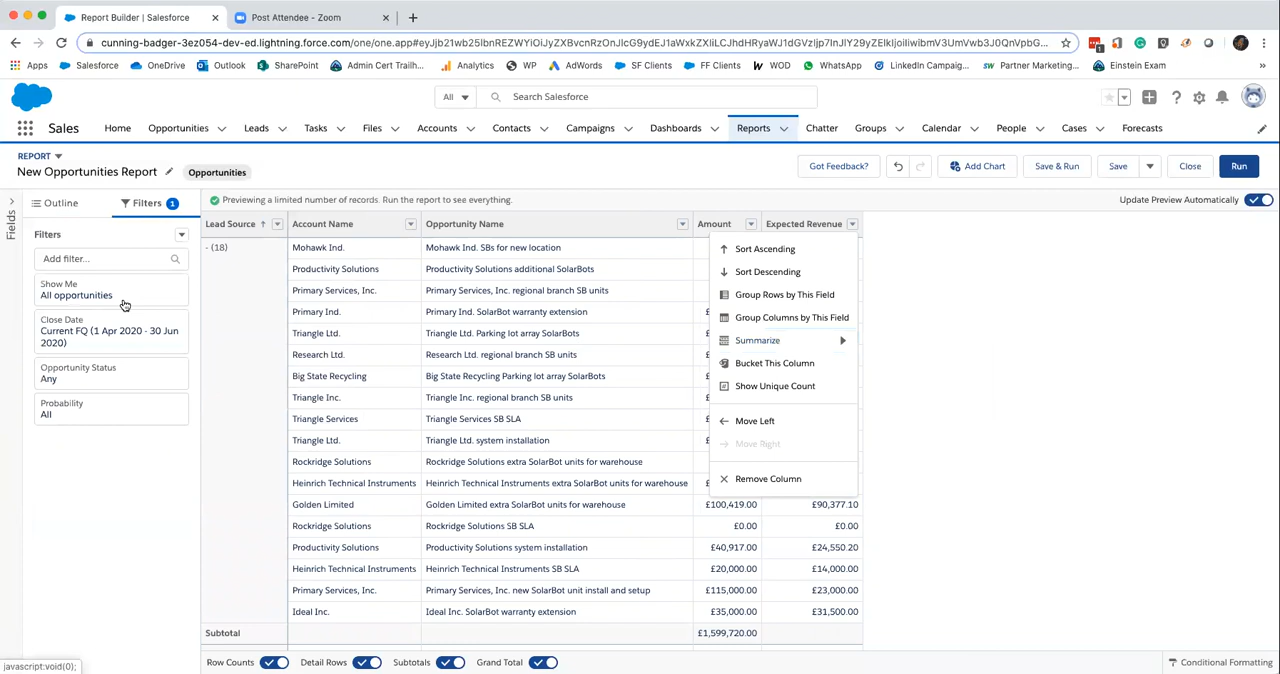 Report Builder | Salesforce
Post Attendee - Zoom
cunning-badger-3ez054-dev-ed.lightning.force.com/one/one.app#
Apps
Salesforce
OneDrive
Outlook
SharePoint
Admin Cert Trailh...
Analytics
WP
AdWords
SF Clients
FF Clients
WOD
WhatsApp
LinkedIn Campaig...
Partner Marketing...
Einstein Exam
»
All
Search Salesforce
Sales
Home
Opportunities
Leads
Tasks
Files
Accounts
Contacts
Campaigns
Dashboards
Reports
Chatter
Groups
Calendar
People
Cases
Forecasts
REPORT
New Opportunities Report
Opportunities
Got Feedback?
Add Chart
Save & Run
Save
Close
Run
Fields
Outline
Filters 1
Previewing a limited number of records. Run the report to see everything.
Update Preview Automatically
Filters
Add filter...
Show Me
All opportunities
Close Date
Current FQ (1 Apr 2020 - 30 Jun
2020)
Opportunity Status
Any
Probability
All
Lead Source Account Name Opportunity Name Amount Expected Revenue
- (18) Mohawk Ind. Mohawk Ind. SBs for new location
Productivity Solutions Productivity Solutions additional SolarBots
Primary Services, Inc. Primary Services, Inc. regional branch SB units
Primary Ind. Primary Ind. SolarBot warranty extension £
Triangle Ltd. Triangle Ltd. Parking lot array SolarBots £
Research Ltd. Research Ltd. regional branch SB units £
Big State Recycling Big State Recycling Parking lot array SolarBots £
Triangle Inc. Triangle Inc. regional branch SB units £
Triangle Services Triangle Services SB SLA £
Triangle Ltd. Triangle Ltd. system installation £
Rockridge Solutions Rockridge Solutions extra SolarBot units for warehouse
Heinrich Technical Instruments Heinrich Technical Instruments extra SolarBot units for warehouse £
Golden Limited Golden Limited extra SolarBot units for warehouse £100,419.00 £90,377.10
Rockridge Solutions Rockridge Solutions SB SLA £0.00 £0.00
Productivity Solutions Productivity Solutions system installation £40,917.00 £24,550.20
Heinrich Technical Instruments Heinrich Technical Instruments SB SLA £20,000.00 £14,000.00
Primary Services, Inc. Primary Services, Inc. new SolarBot unit install and setup £115,000.00 £23,000.00
Ideal Inc. Ideal Inc. SolarBot warranty extension £35,000.00 £31,500.00
Subtotal £1,599,720.00
Sort Ascending
Sort Descending
Group Rows by This Field
Group Columns by This Field
Summarize
Bucket This Column
Show Unique Count
Move Left
Move Right
Remove Column
javascript:void(0);
Row Counts
Detail Rows
Subtotals
Grand Total
Conditional Formatting